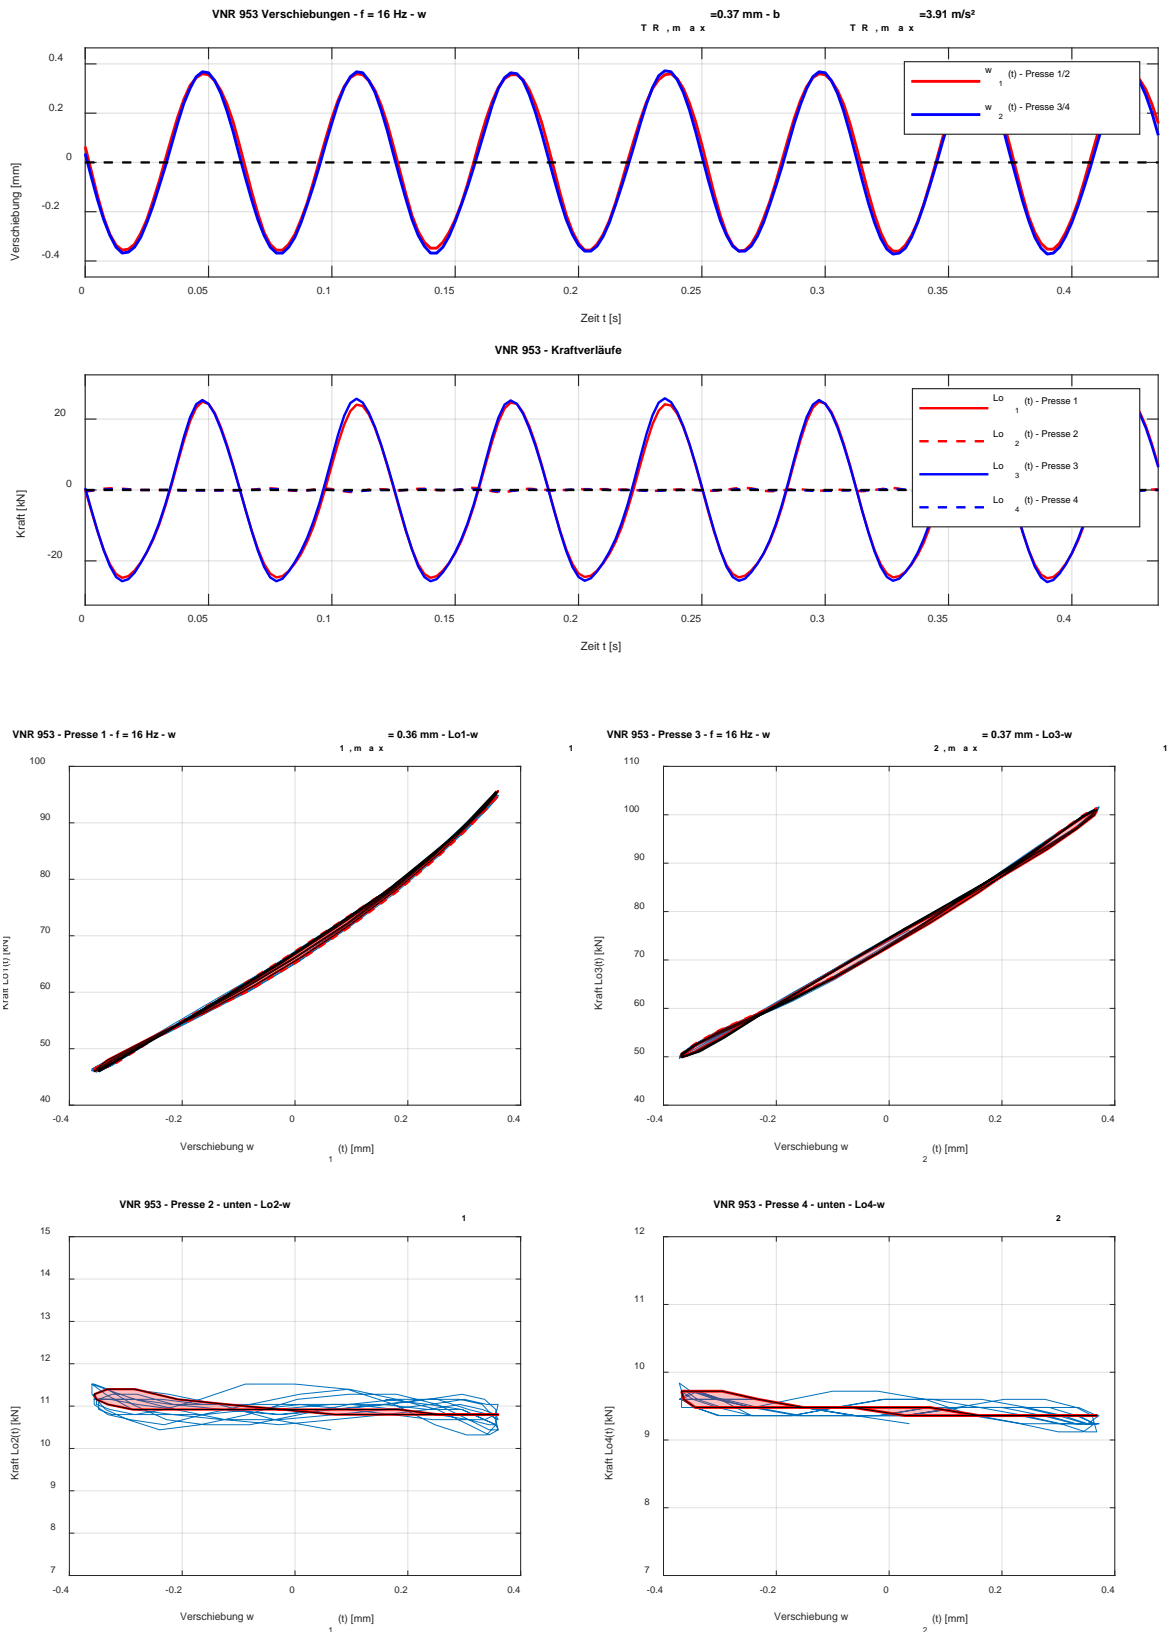 VNR 953 Verschiebungen - f = 16 Hz - w TR,max =0.37 mm - b TR,max =3.91 m/s²
0.4
0.2
0
-0.2
-0.4
Verschiebung [mm]
w 1 (t) - Presse 1/2
w 2 (t) - Presse 3/4
0 0.05 0.1 0.15 0.2 0.25 0.3 0.35 0.4
Zeit t [s]
VNR 953 - Kraftverläufe
20
0
-20
Kraft [kN]
Lo 1 (t) - Presse 1
Lo 2 (t) - Presse 2
Lo 3 (t) - Presse 3
Lo 4 (t) - Presse 4
0 0.05 0.1 0.15 0.2 0.25 0.3 0.35 0.4
Zeit t [s]
VNR 953 - Presse 1 - f = 16 Hz - w 1,max = 0.36 mm - Lo1-w 1
100
90
80
70
60
50
40
Kraft Lo1(t) [kN]
-0.4 -0.2 0 0.2 0.4
Verschiebung w 1 (t) [mm]
VNR 953 - Presse 3 - f = 16 Hz - w 2,max = 0.37 mm - Lo3-w 1
110
100
90
80
70
60
50
40
Kraft Lo3(t) [kN]
-0.4 -0.2 0 0.2 0.4
Verschiebung w 2 (t) [mm]
VNR 953 - Presse 2 - unten - Lo2-w 1
15
14
13
12
11
10
9
8
7
Kraft Lo2(t) [kN]
-0.4 -0.2 0 0.2 0.4
Verschiebung w 1 (t) [mm]
VNR 953 - Presse 4 - unten - Lo4-w 2
12
11
10
9
8
7
Kraft Lo4(t) [kN]
-0.4 -0.2 0 0.2 0.4
Verschiebung w 2 (t) [mm]